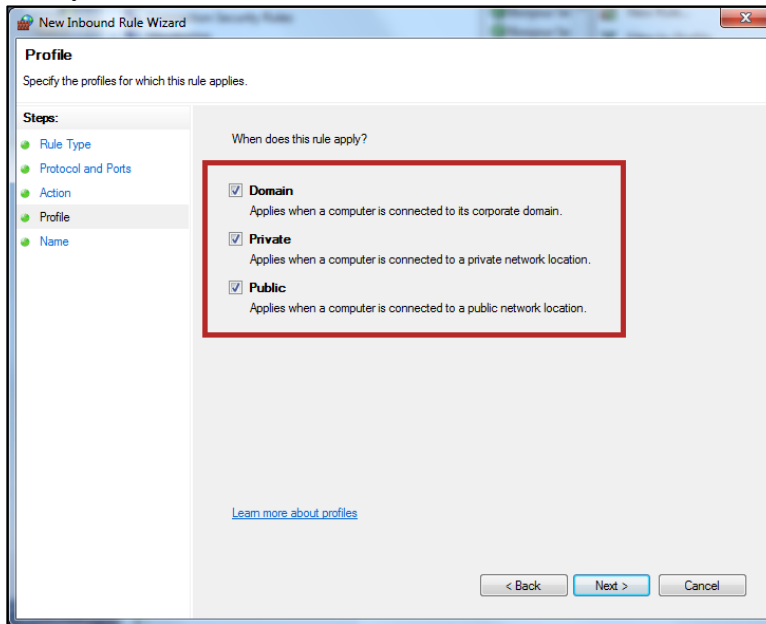 New Inbound Rule Wizard
Profile
Specify the profiles for which this rule applies.
Steps:
Rule Type
Protocol and Ports
Action
Profile
Name
When does this rule apply?
Domain
Applies when a computer is connected to its corporate domain.
Private
Applies when a computer is connected to a private network location.
Public
Applies when a computer is connected to a public network location.
Learn more about profiles
< Back
Next >
Cancel